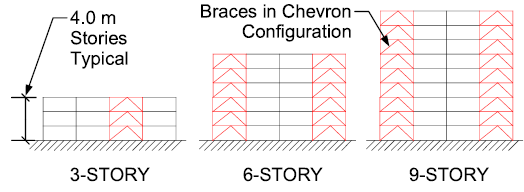 4.0 m
Stories
Typical
Braces in Chevron
Configuration
3-STORY
6-STORY
9-STORY